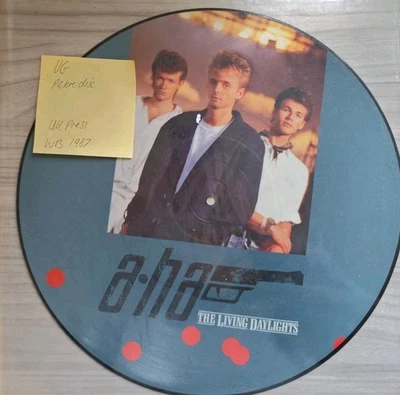 VG
Picture disc
UK Press
WB 1987
a·ha
THE LIVING DAYLIGHTS